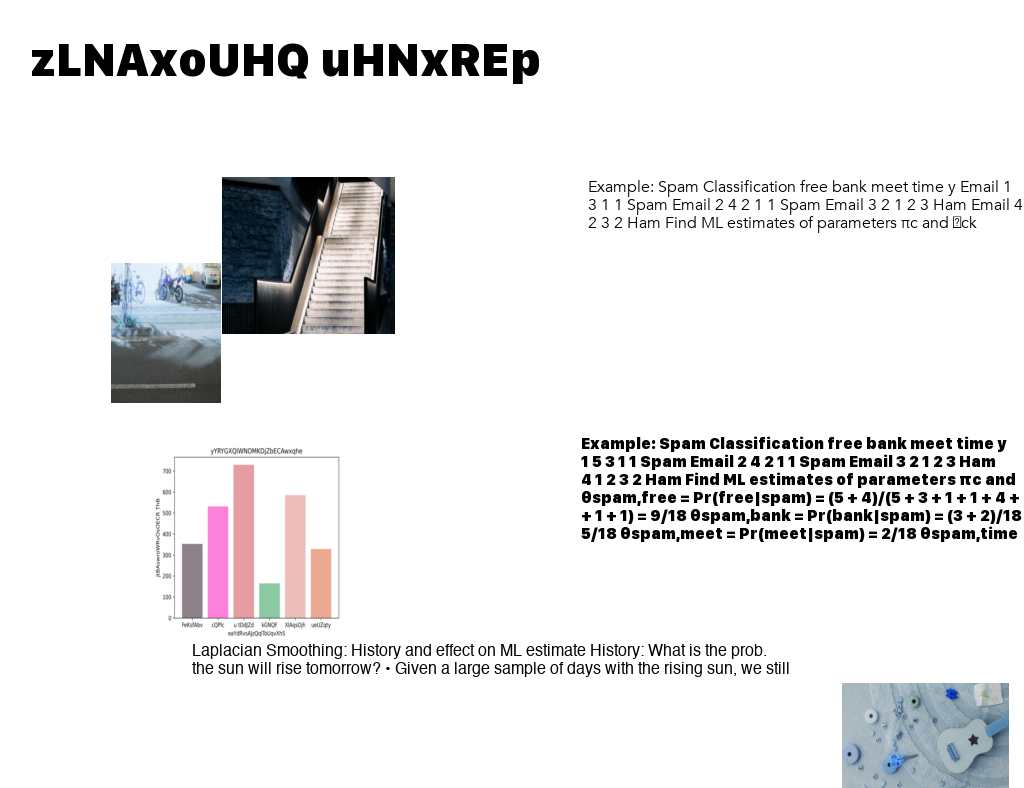 zLNAxoUHQ uHNxREp
Example: Spam Classification free bank meet time y Email 1
3 1 1 Spam Email 2 4 2 1 1 Spam Email 3 2 1 2 3 Ham Email 4
2 3 2 Ham Find ML estimates of parameters πc and ck
Example: Spam Classification free bank meet time y
1 5 3 1 1 Spam Email 2 4 2 1 1 Spam Email 3 2 1 2 3 Ham
4 1 2 3 2 Ham Find ML estimates of parameters πc and
θspam,free = Pr(free|spam) = (5 + 4)/(5 + 3 + 1 + 1 + 4 +
+ 1 + 1) = 9/18 θspam,bank = Pr(bank|spam) = (3 + 2)/18
5/18 θspam,meet = Pr(meet|spam) = 2/18 θspam,time
700
600
500
400
300
200
100
0
cQPlc
kGNQF
Laplacian Smoothing: History and effect on ML estimate History: What is the prob.
the sun will rise tomorrow? • Given a large sample of days with the rising sun, we still